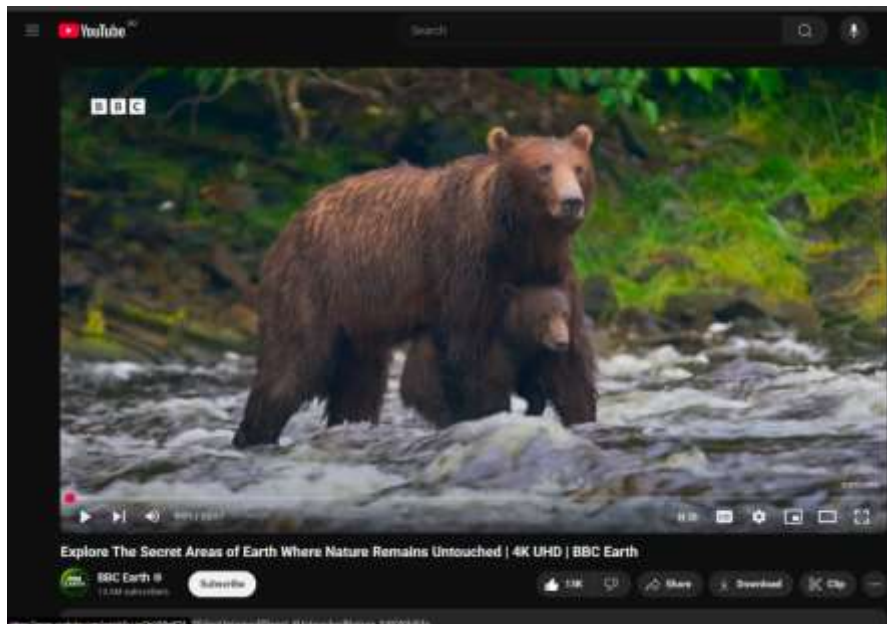 YouTube
Search
BBC
Explore The Secret Areas of Earth Where Nature Remains Untouched | 4K UHD | BBC Earth
BBC Earth
Subscribe
13K
Share
Download
Clip